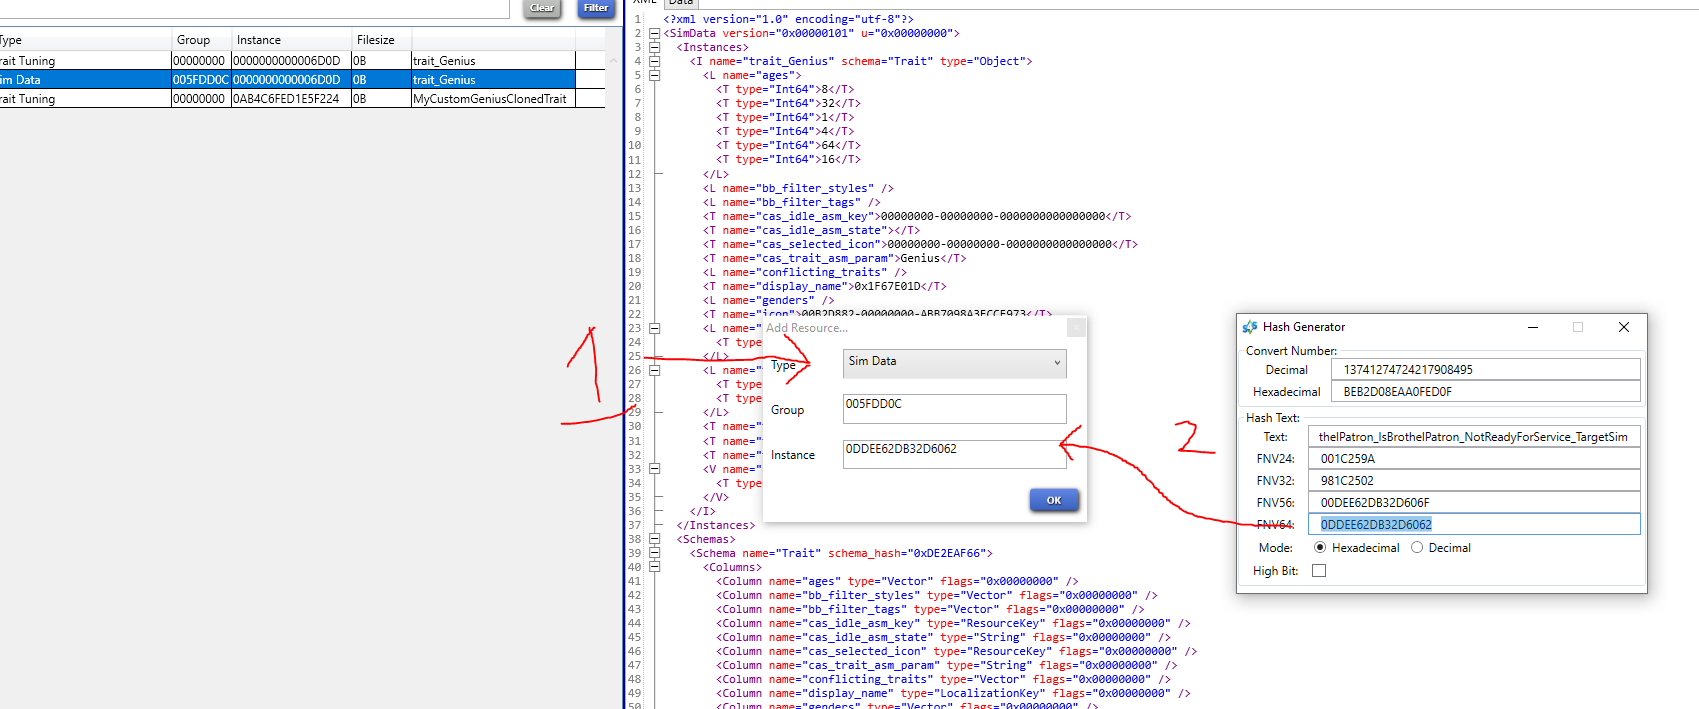 XML
Data
Clear
Filter
Type Group Instance Filesize
rait Tuning 00000000 0000000000006D0D 0B trait_Genius
im Data 005FDD0C 0000000000006D0D 0B trait_Genius
rait Tuning 00000000 0AB4C6FED1E5F224 0B MyCustomGeniusClonedTrait
1 <?xml version="1.0" encoding="utf-8"?>
2 <SimData version="0x00000101" u="0x00000000">
3 <Instances>
4 <I name="trait_Genius" schema="Trait" type="Object">
5 <L name="ages">
6 <T type="Int64">8</T>
7 <T type="Int64">32</T>
8 <T type="Int64">1</T>
9 <T type="Int64">4</T>
10 <T type="Int64">64</T>
11 <T type="Int64">16</T>
12 </L>
13 <L name="bb_filter_styles" />
14 <L name="bb_filter_tags" />
15 <T name="cas_idle_asm_key">00000000-00000000-0000000000000000</T>
16 <T name="cas_idle_asm_state"></T>
17 <T name="cas_selected_icon">00000000-00000000-0000000000000000</T>
18 <T name="cas_trait_asm_param">Genius</T>
19 <L name="conflicting_traits" />
20 <T name="display_name">0x1F67E01D</T>
21 <L name="genders" />
22 <T name="icon">00B2D882-00000000-ABB7098A3FCCF973</T>
23 <L name="
24 <T type
25 </L>
26 <L name="
27 <T type
28 <T type
29 </L>
30 <T name="
31 <T name="
32 <T name="
33 <V name="
34 <T type
35 </V>
36 </I>
37 </Instances>
38 <Schemas>
39 <Schema name="Trait" schema_hash="0xDE2EAF66">
40 <Columns>
41 <Column name="ages" type="Vector" flags="0x00000000" />
42 <Column name="bb_filter_styles" type="Vector" flags="0x00000000" />
43 <Column name="bb_filter_tags" type="Vector" flags="0x00000000" />
44 <Column name="cas_idle_asm_key" type="ResourceKey" flags="0x00000000" />
45 <Column name="cas_idle_asm_state" type="String" flags="0x00000000" />
46 <Column name="cas_selected_icon" type="ResourceKey" flags="0x00000000" />
47 <Column name="cas_trait_asm_param" type="String" flags="0x00000000" />
48 <Column name="conflicting_traits" type="Vector" flags="0x00000000" />
49 <Column name="display_name" type="LocalizationKey" flags="0x00000000" />
50 <Column name="genders" type="Vector" flags="0x00000000" />
1
Add Resource...
Type Sim Data
Group 005FDD0C
Instance 0DDEE62DB32D6062
OK
2
Hash Generator
Convert Number:
Decimal 13741274724217908495
Hexadecimal BEB2D08EAA0FED0F
Hash Text:
Text: thelPatron_IsBrothelPatron_NotReadyForService_TargetSim
FNV24: 001C259A
FNV32: 981C2502
FNV56: 00DEE62DB32D606F
FNV64: 0DDEE62DB32D6062
Mode: Hexadecimal Decimal
High Bit: